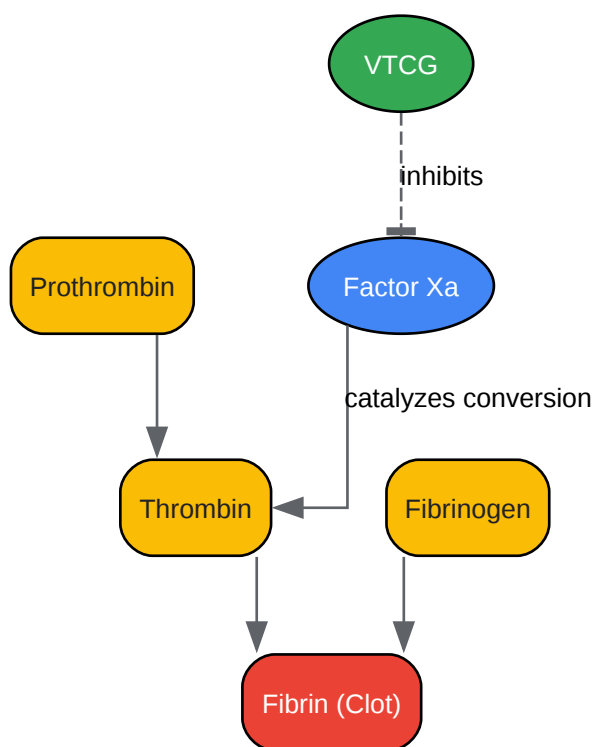 VTCG
inhibits
Prothrombin
Factor Xa
catalyzes conversion
Thrombin
Fibrinogen
Fibrin (Clot)